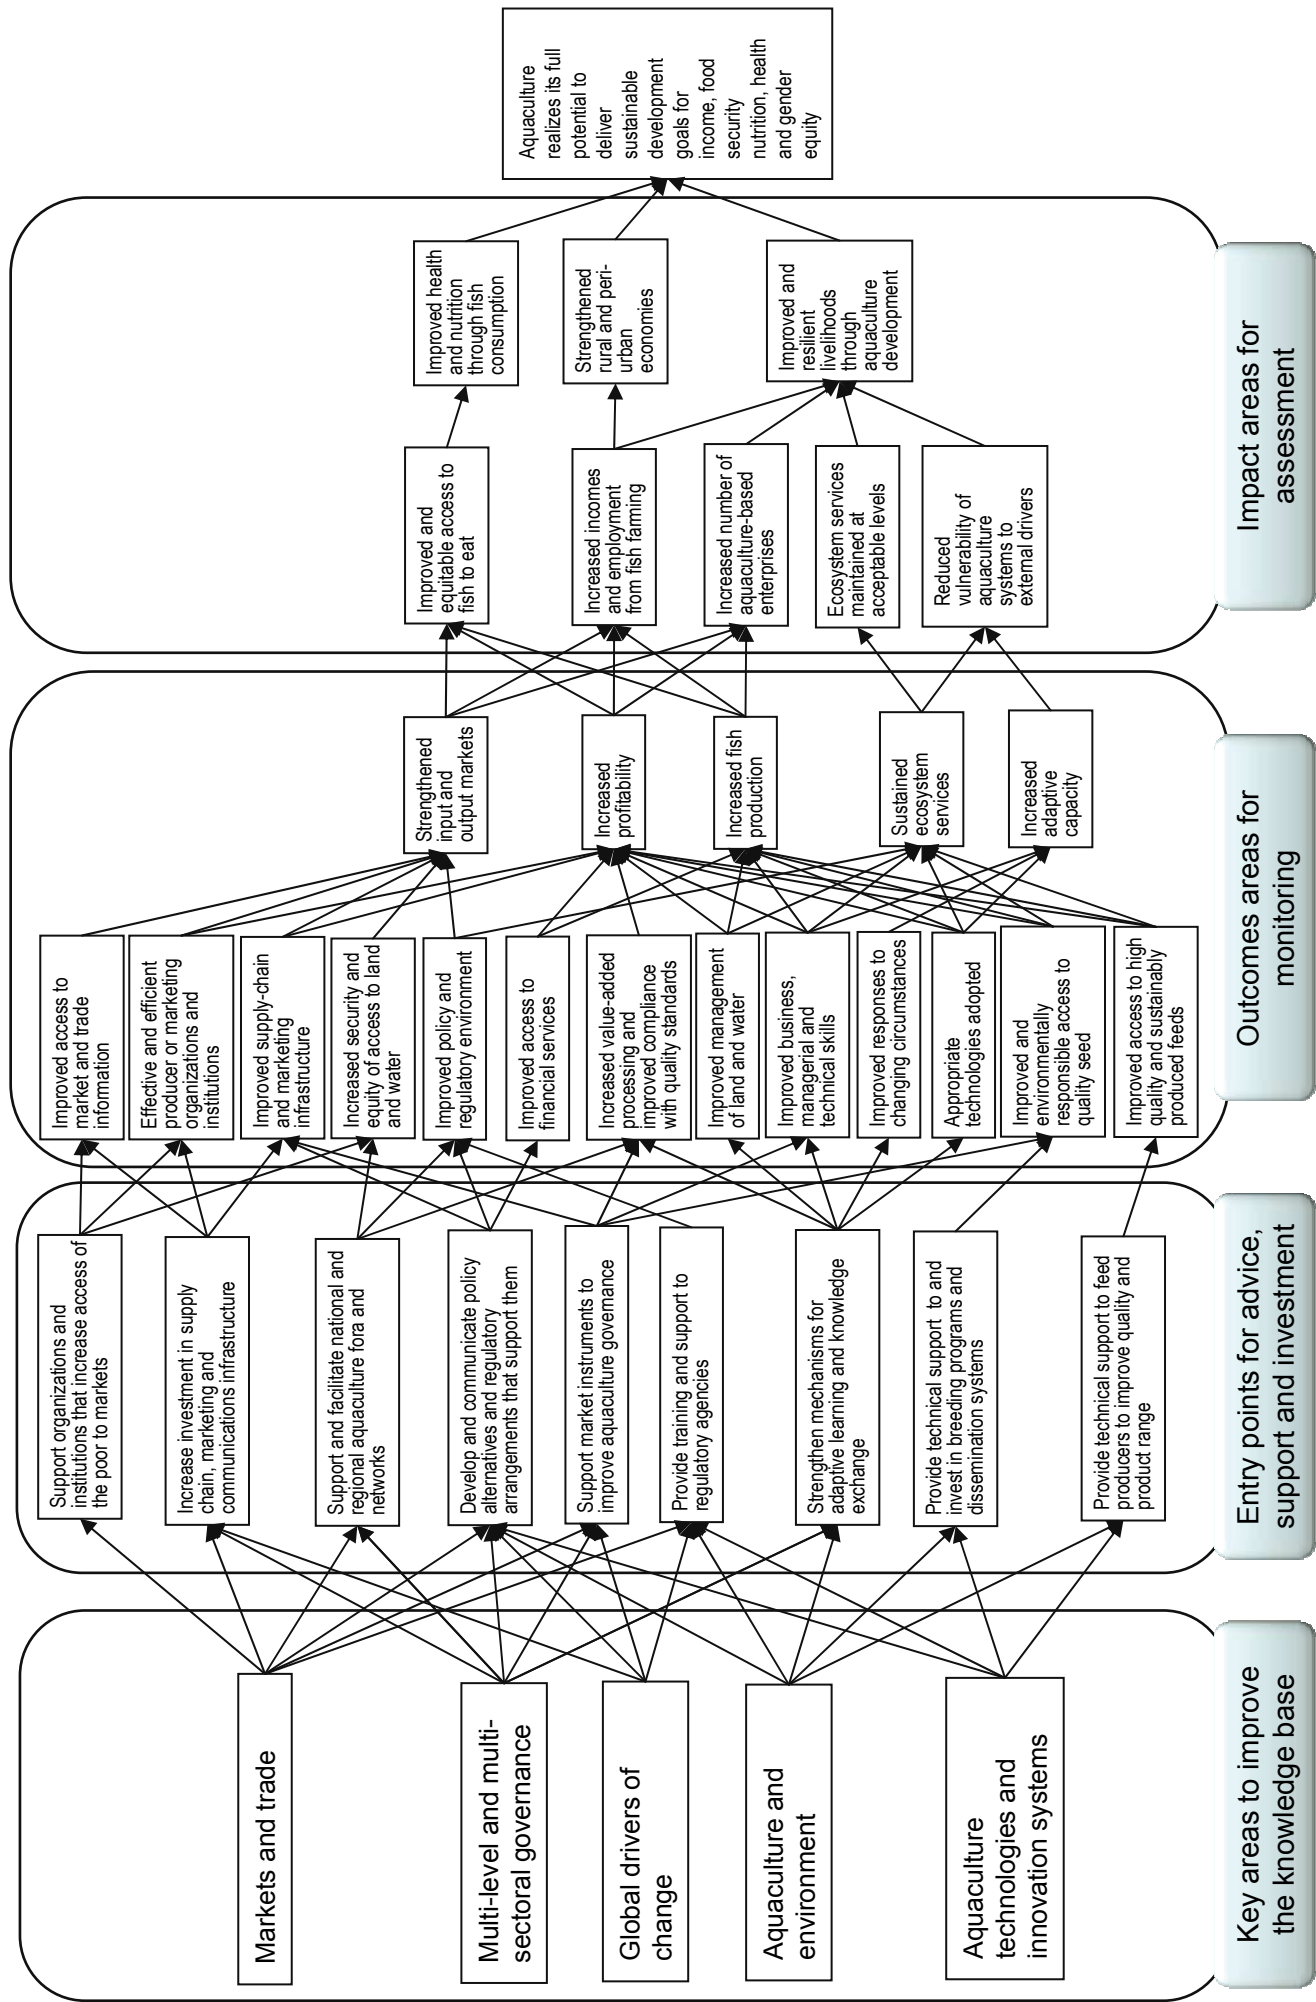 Markets and trade
Multi-level and multi-
sectoral governance
Global drivers of
change
Aquaculture and
environment
Aquaculture
technologies and
innovation systems
Key areas to improve
the knowledge base
Support organizations and
institutions that increase access of
the poor to markets
Increase investment in supply
chain, marketing and
communications infrastructure
Support and facilitate national and
regional aquaculture fora and
networks
Develop and communicate policy
alternatives and regulatory
arrangements that support them
Support market instruments to
improve aquaculture governance
Provide training and support to
regulatory agencies
Strengthen mechanisms for
adaptive learning and knowledge
exchange
Provide technical support to and
invest in breeding programs and
dissemination systems
Provide technical support to feed
producers to improve quality and
product range
Entry points for advice,
support and investment
Improved access to
market and trade
information
Effective and efficient
producer or marketing
organizations and
institutions
Improved supply-chain
and marketing
infrastructure
Increased security and
equity of access to land
and water
Improved policy and
regulatory environment
Improved access to
financial services
Increased value-added
processing and
improved compliance
with quality standards
Improved management
of land and water
Improved business,
managerial and
technical skills
Improved responses to
changing circumstances
Appropriate
technologies adopted
Improved and
environmentally
responsible access to
quality seed
Improved access to high
quality and sustainably
produced feeds
Strengthened
input and
output markets
Increased
profitability
Increased fish
production
Sustained
ecosystem
services
Increased
adaptive
capacity
Outcomes areas for
monitoring
Improved and
equitable access to
fish to eat
Increased incomes
and employment
from fish farming
Increased number of
aquaculture-based
enterprises
Ecosystem services
maintained at
acceptable levels
Reduced
vulnerability of
aquaculture
systems to
external drivers
Improved health
and nutrition
through fish
consumption
Strengthened
rural and peri-
urban
economies
Improved and
resilient
livelihoods
through
aquaculture
development
Impact areas for
assessment
Aquaculture
realizes its full
potential to
deliver
sustainable
development
goals for
income, food
security
nutrition, health
and gender
equity